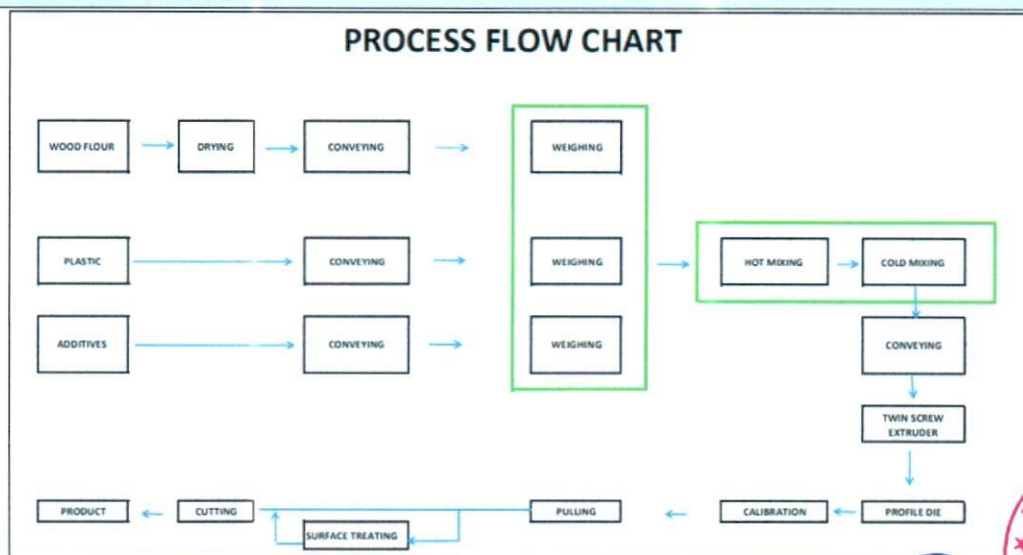 PROCESS FLOW CHART
WOOD FLOUR
DRYING
CONVEYING
WEIGHING
PLASTIC
CONVEYING
WEIGHING
HOT MIXING
COLD MIXING
ADDITIVES
CONVEYING
WEIGHING
CONVEYING
TWIN SCREW
EXTRUDER
PRODUCT
CUTTING
PULLING
CALIBRATION
PROFILE DIE
SURFACE TREATING